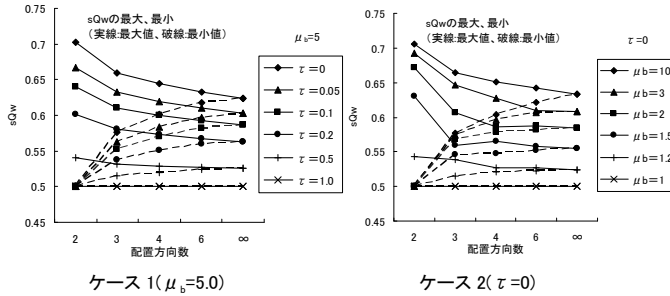 sQwの最大、最小
(実線:最大値、破線:最小値)
μb=5
0.75
0.7
0.65
0.6
0.55
0.5
0.45
sQw
2 3 4 6 ∞
配置方向数
τ=0
τ=0.05
τ=0.1
τ=0.2
τ=0.5
τ=1.0
ケース 1(μb=5.0)
sQwの最大、最小
(実線:最大値、破線:最小値)
τ=0
0.75
0.7
0.65
0.6
0.55
0.5
0.45
sQw
2 3 4 6 ∞
配置方向数
μb=10
μb=3
μb=2
μb=1.5
μb=1.2
μb=1
ケース 2(τ=0)